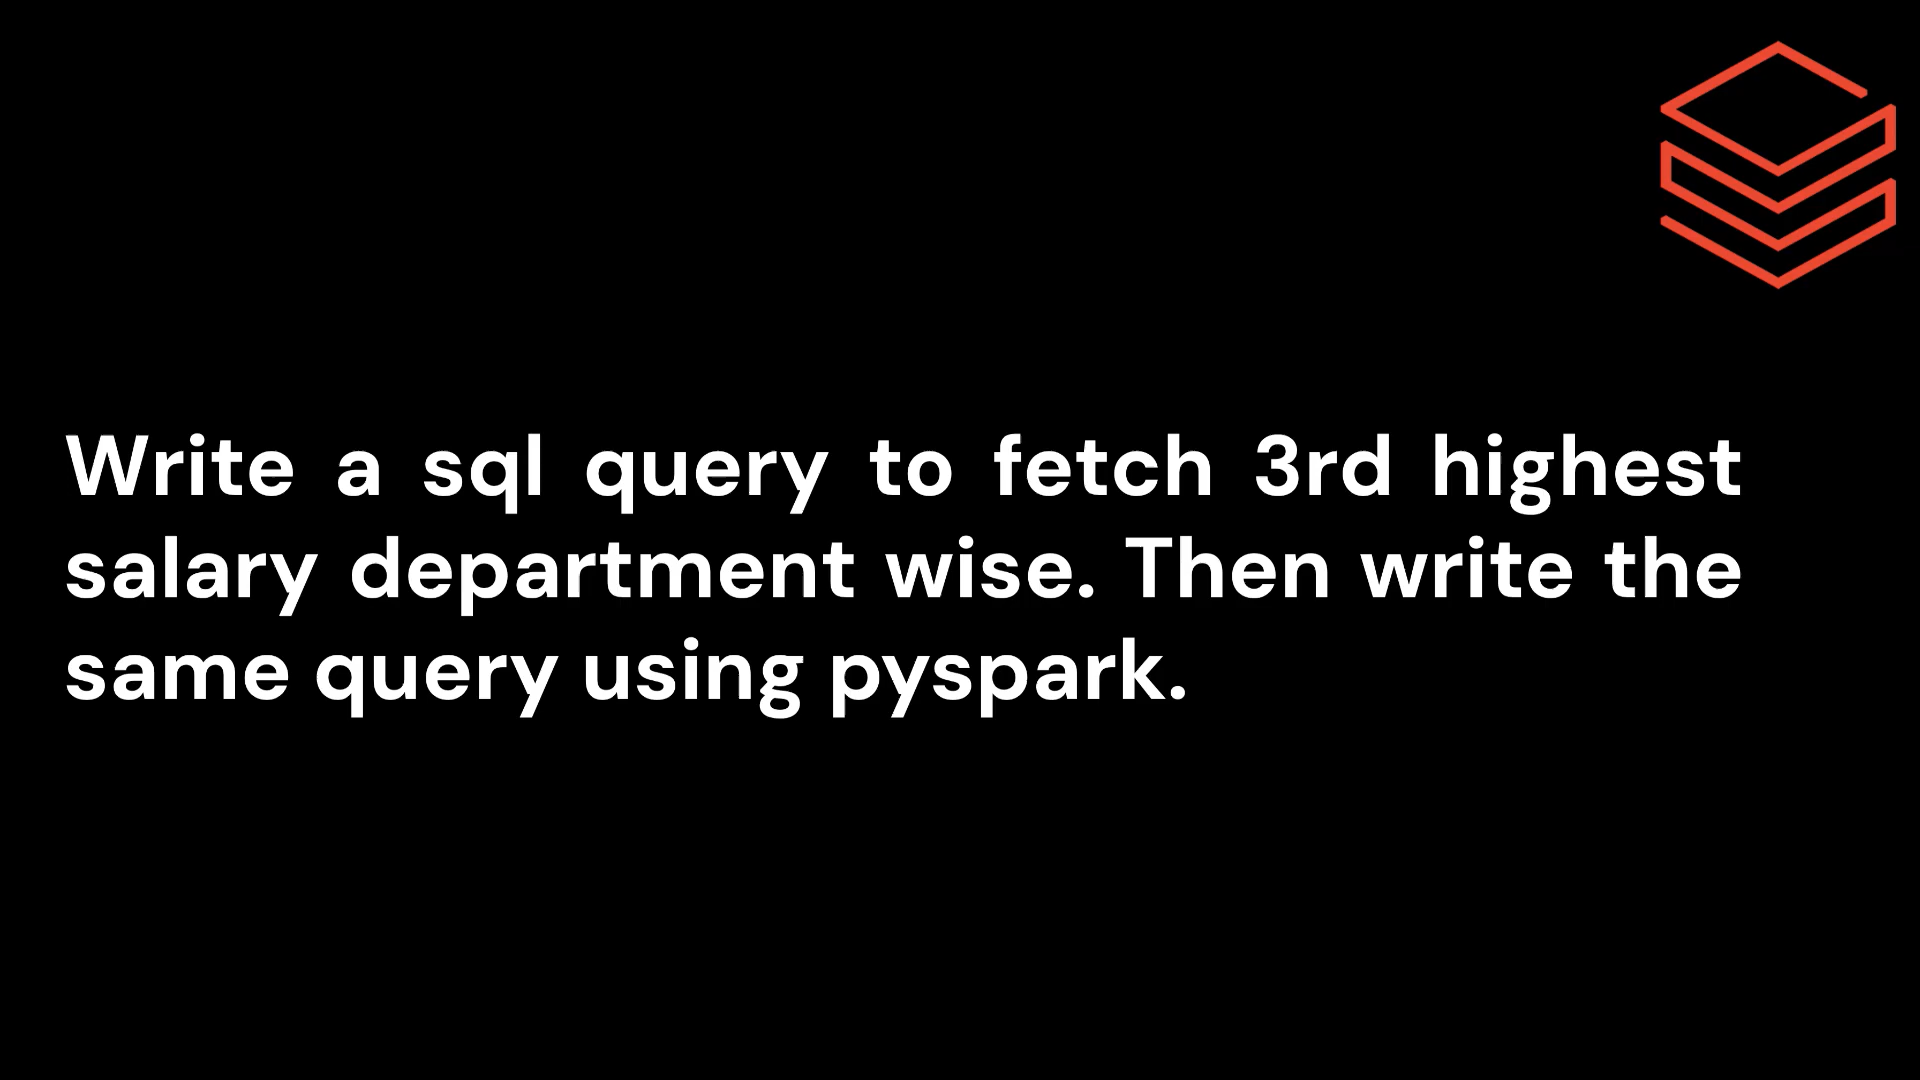 Write a sql query to fetch 3rd highest
salary department wise. Then write the
same query using pyspark.